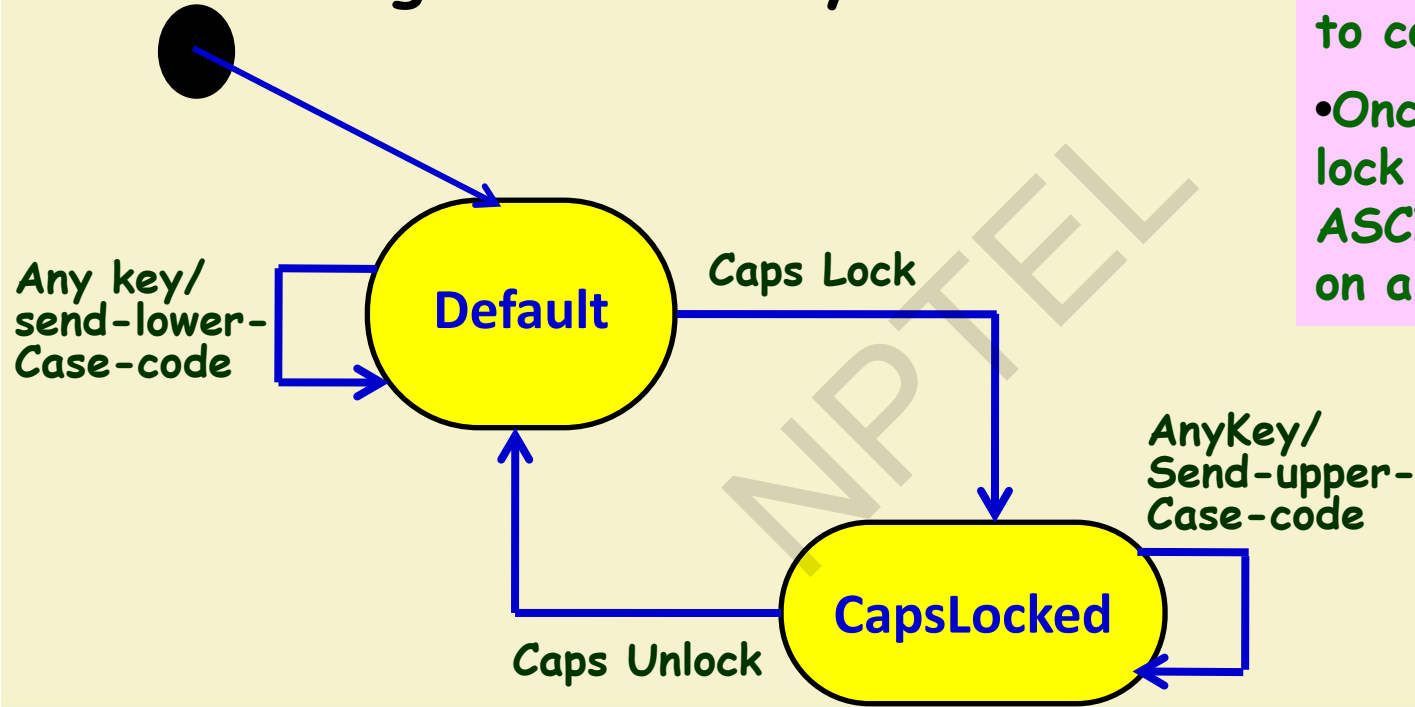 to c
•Onc
lock
ASC
on a
Any key/
send-lower-
Case-code
Default
Caps Lock
NPTEL
AnyKey/
Send-upper-
Case-code
CapsLocked
Caps Unlock